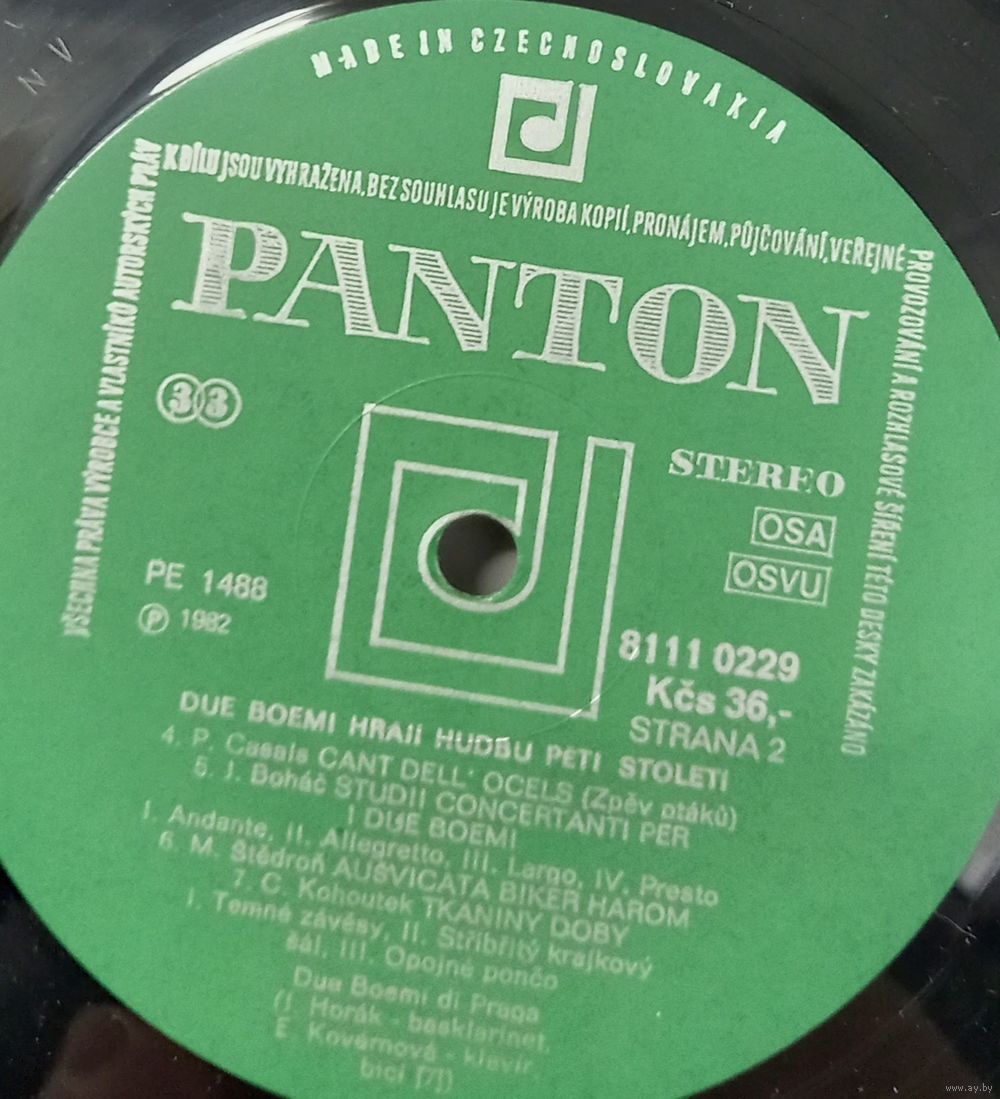 MADE IN CZECHOSLOVAKIA
VŠECHNA PRÁVA VÝROBCE A VLASTNÍKŮ AUTORSKÝCH PRÁV
K DÍLU JSOU VYHRAŽENA. BEZ SOUHLASU JE VÝROBA KOPIÍ, PRONÁJEM, PŮJČOVÁNÍ, VEŘEJNÉ
PROVOZOVÁNÍ A ROZHLASOVÉ ŠÍŘENÍ TÉTO DESKY ZAKÁZÁNO
PANTON
33
STEREO
OSA
OSVU
PE 1488
Ⓟ 1982
8111 0229
Kčs 36,-
STRANA 2
DUE BOEMI HRAJÍ HUDBU PĚTI STOLETÍ
4. P. Casals CANT DELL' OCELS (Zpěv ptáků)
5. J. Boháč STUDII CONCERTANTI PER
I DUE BOEMI
I. Andante, II. Allegretto, III. Largo, IV. Presto
6. M. Štědroň AUŠVICATA BIKER HAROM
7. C. Kohoutek TKANINY DOBY
I. Temné závěsy, II. Stříbřitý krajkový
šál, III. Opojné pončo
Due Boemi di Praga
(J. Horák - basklarinet,
E. Kovárnová - klavír,
bicí [7])
www.ay.by